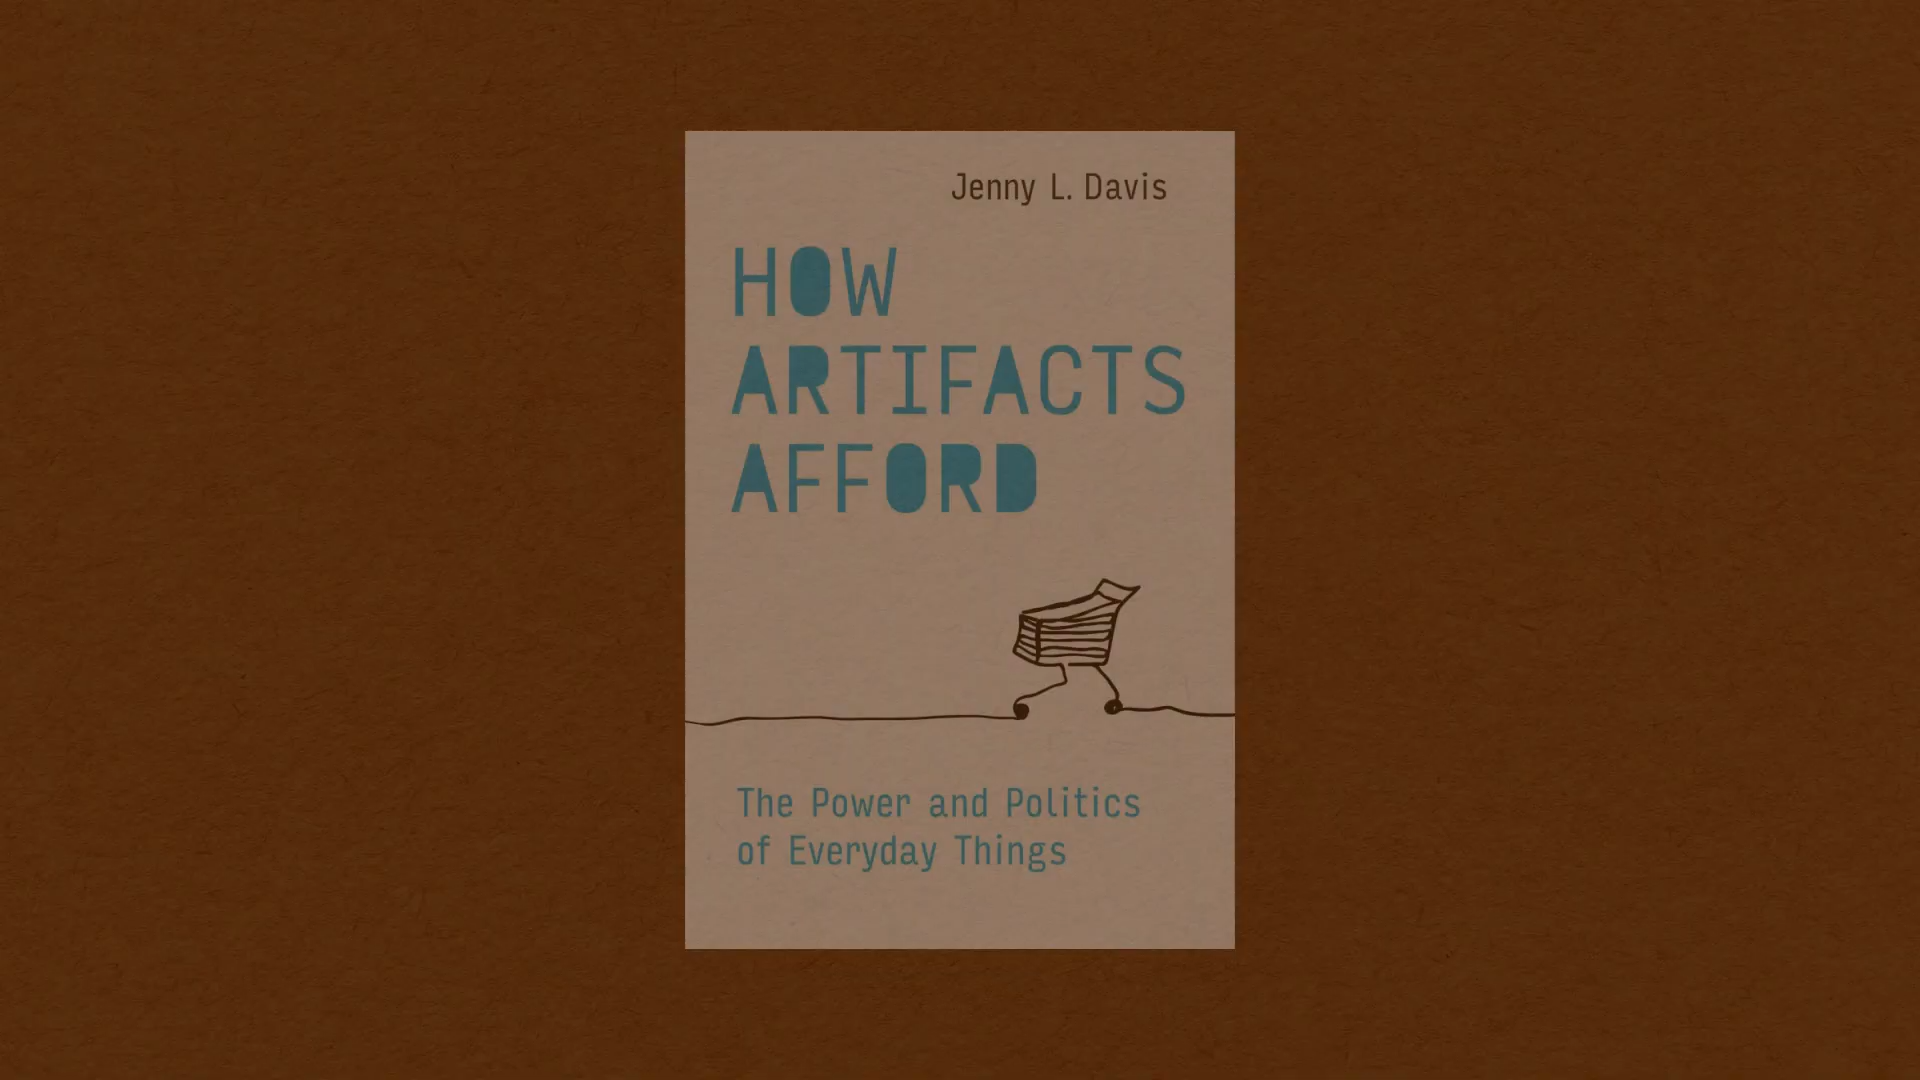 Jenny L. Davis
HOW
ARTIFACTS
AFFORD
The Power and Politics
of Everyday Things